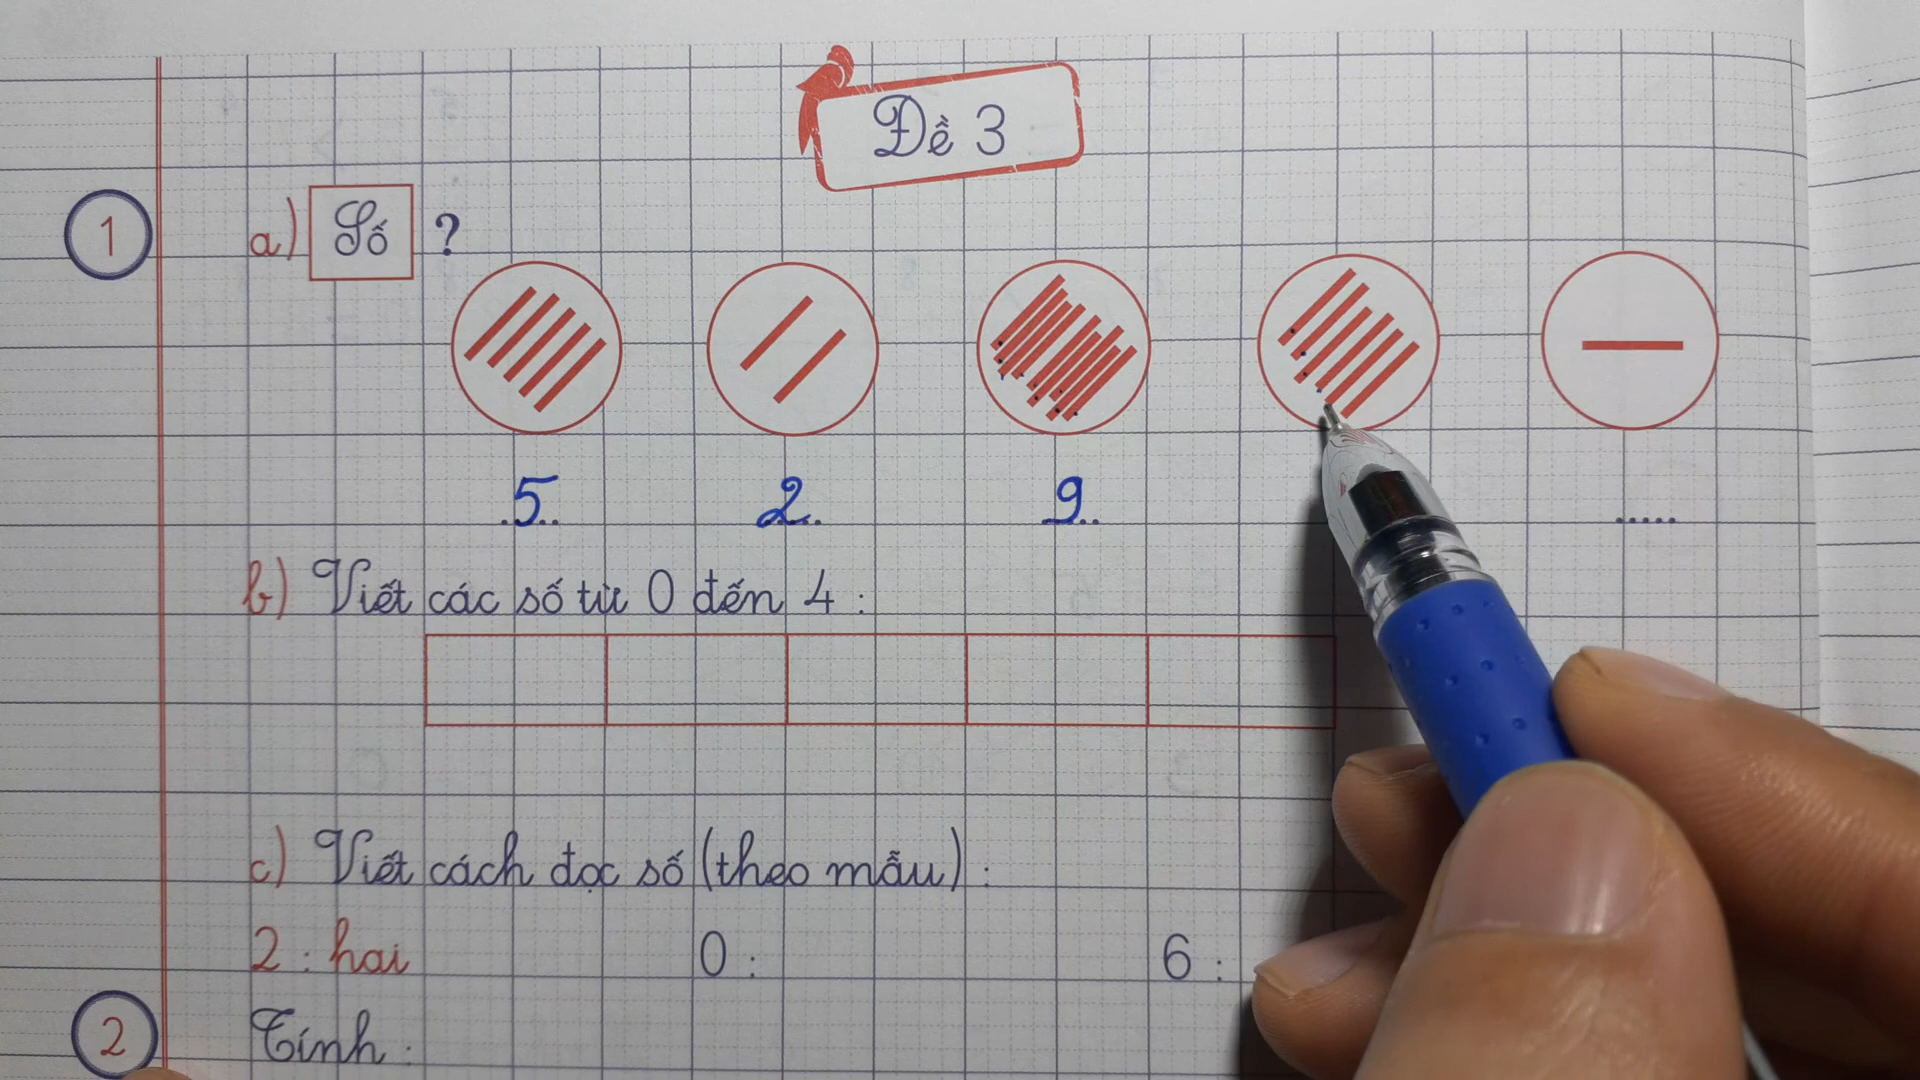 Đề 3
1 a) Số ?
5 2 9 .....
b) Viết các số từ 0 đến 4 :
c) Viết cách đọc số (theo mẫu) :
2 : hai 0 : 6 :
2 Tính :